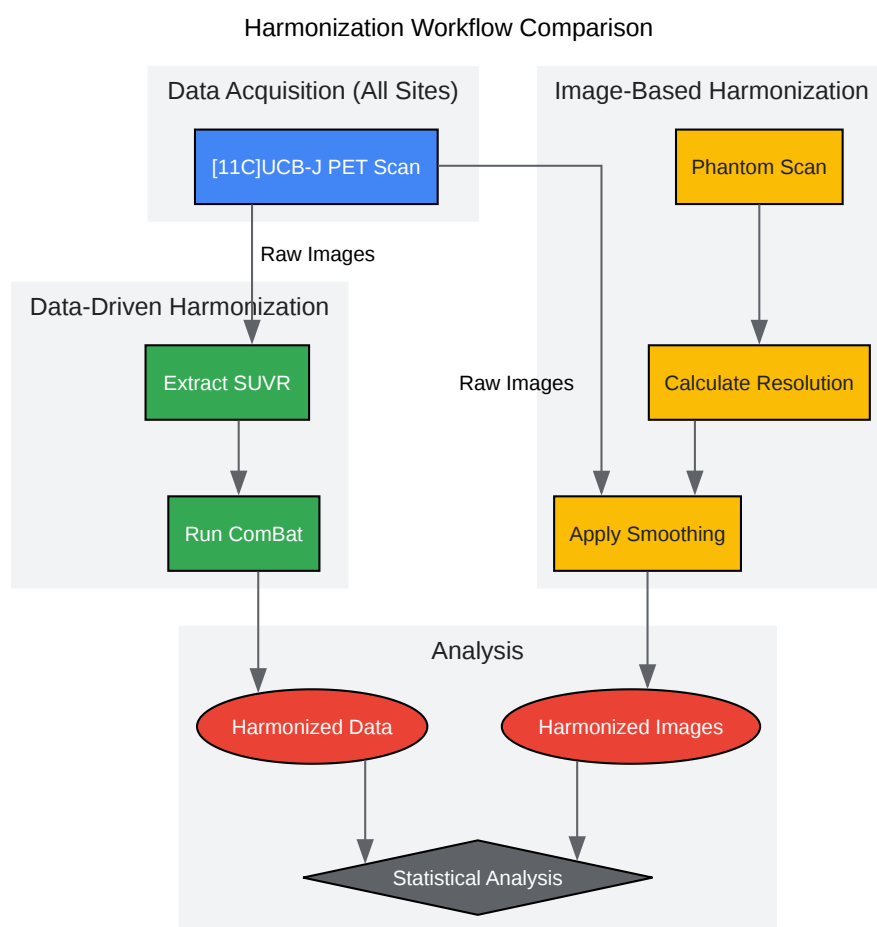 Harmonization Workflow Comparison
Data Acquisition (All Sites)
Image-Based Harmonization
[11C]UCB-J PET Scan
Phantom Scan
Raw Images
Data-Driven Harmonization
Extract SUVR
Raw Images
Calculate Resolution
Run ComBat
Apply Smoothing
Analysis
Harmonized Data
Harmonized Images
Statistical Analysis